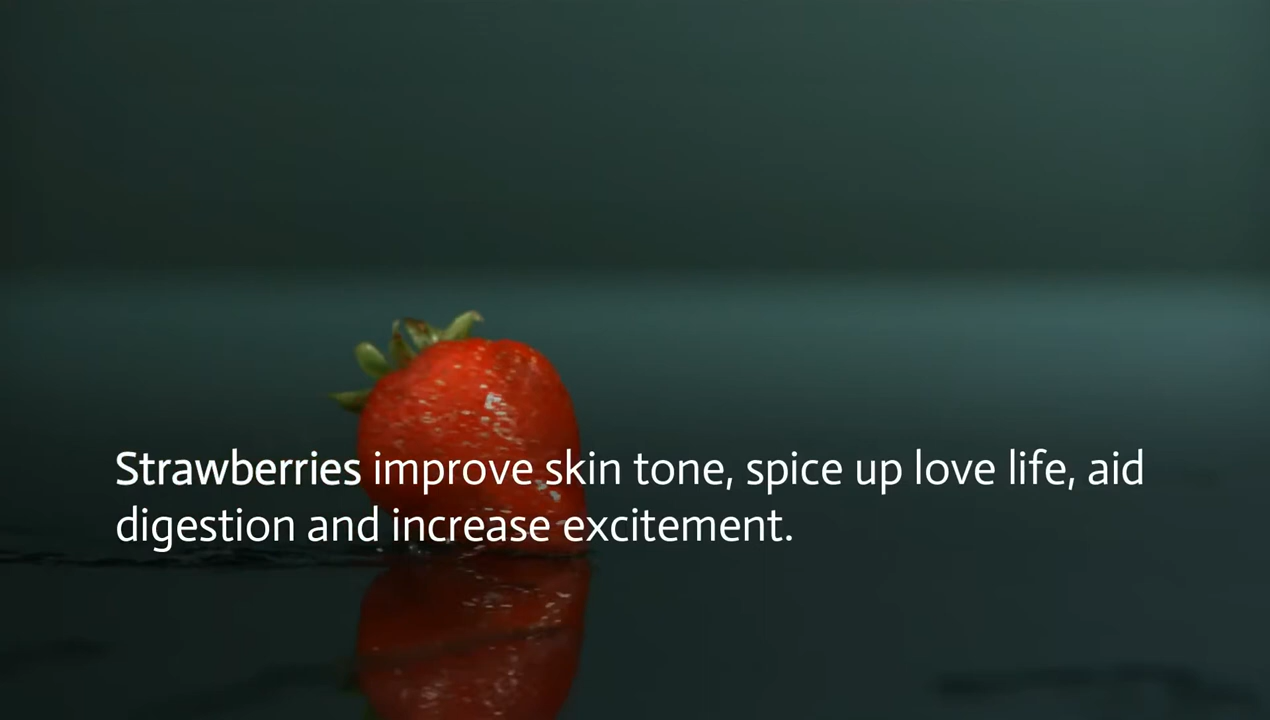 Strawberries improve skin tone, spice up love life, aid
digestion and increase excitement.